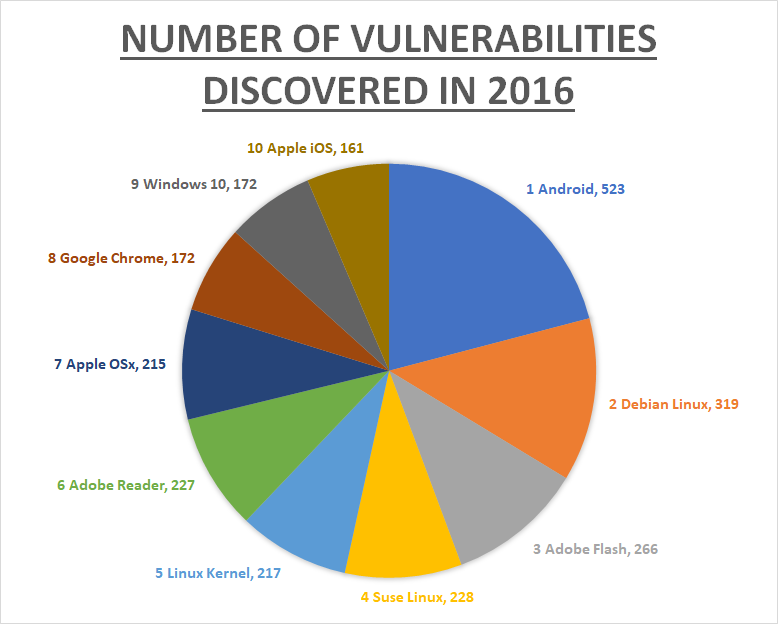 NUMBER OF VULNERABILITIES
DISCOVERED IN 2016
10 Apple iOS, 161
9 Windows 10, 172
1 Android, 523
8 Google Chrome, 172
7 Apple OSx, 215
2 Debian Linux, 319
6 Adobe Reader, 227
3 Adobe Flash, 266
5 Linux Kernel, 217
4 Suse Linux, 228